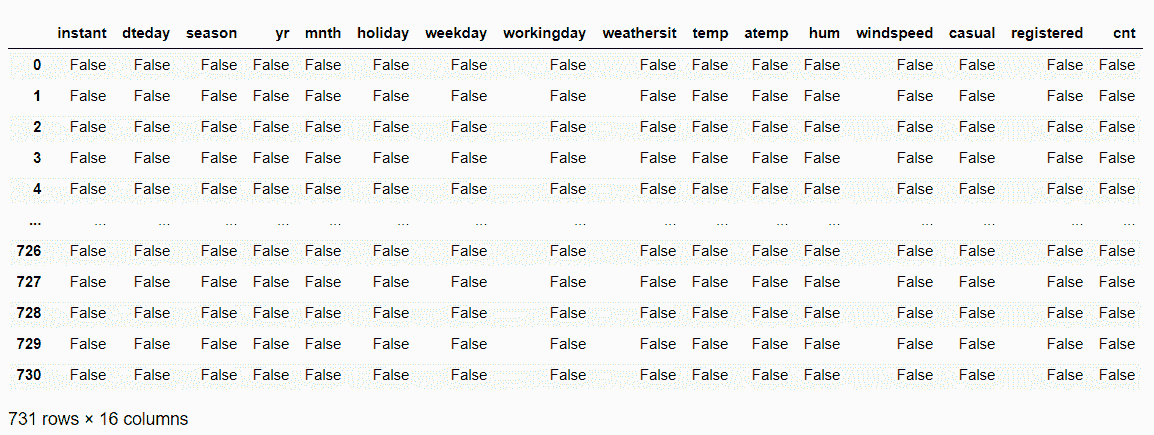 instant dteday season yr mnth holiday weekday workingday weathersit temp atemp hum windspeed casual registered cnt
0 False False False False False False False False False False False False False False False False
1 False False False False False False False False False False False False False False False False
2 False False False False False False False False False False False False False False False False
3 False False False False False False False False False False False False False False False False
4 False False False False False False False False False False False False False False False False
... ... ... ... ... ... ... ... ... ... ... ... ... ... ... ... ...
726 False False False False False False False False False False False False False False False False
727 False False False False False False False False False False False False False False False False
728 False False False False False False False False False False False False False False False False
729 False False False False False False False False False False False False False False False False
730 False False False False False False False False False False False False False False False False
731 rows × 16 columns